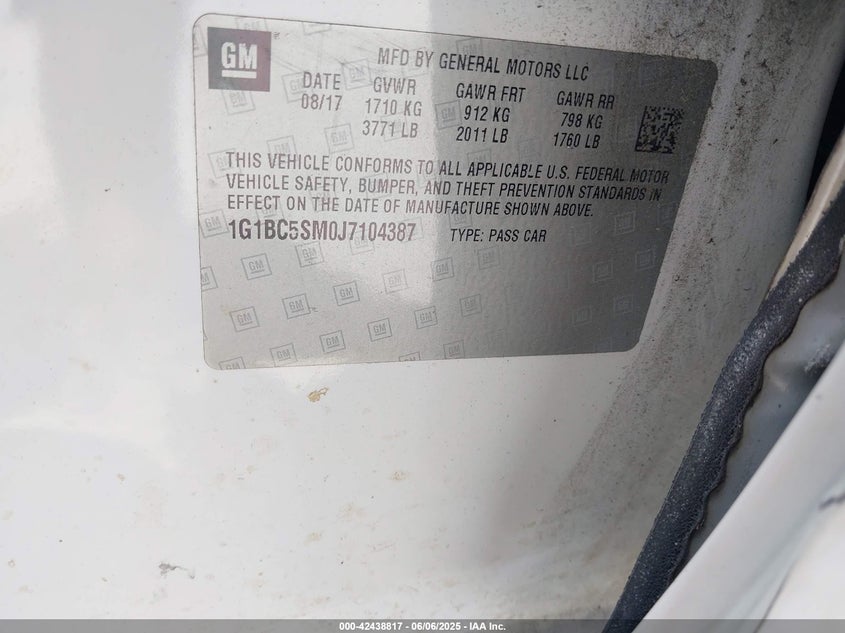 GM
MFD BY GENERAL MOTORS LLC
DATE GVWR GAWR FRT GAWR RR
08/17 1710 KG 912 KG 798 KG
3771 LB 2011 LB 1760 LB
THIS VEHICLE CONFORMS TO ALL APPLICABLE U.S. FEDERAL MOTOR
VEHICLE SAFETY, BUMPER, AND THEFT PREVENTION STANDARDS IN
EFFECT ON THE DATE OF MANUFACTURE SHOWN ABOVE.
1G1BC5SM0J7104387 TYPE: PASS CAR
000-42438817 - 06/06/2025 - IAA Inc.